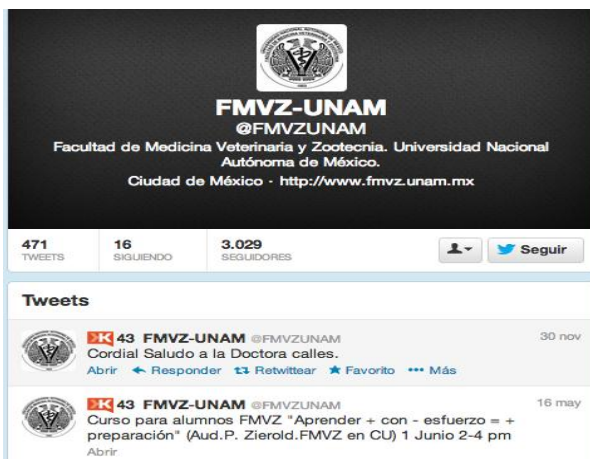 FMVZ-UNAM
@FMVZUNAM
Facultad de Medicina Veterinaria y Zootecnia. Universidad Nacional
Autónoma de México.
Ciudad de México · http://www.fmvz.unam.mx
471 16 3.029
TWEETS SIGUIENDO SEGUIDORES
Seguir
Tweets
K 43 FMVZ-UNAM @FMVZUNAM 30 nov
Cordial Saludo a la Doctora calles.
Abrir Responder Retwittear Favorito ••• Más
K 43 FMVZ-UNAM @FMVZUNAM 16 may
Curso para alumnos FMVZ "Aprender + con - esfuerzo = +
preparación" (Aud.P. Zierold.FMVZ en CU) 1 Junio 2-4 pm
Abrir